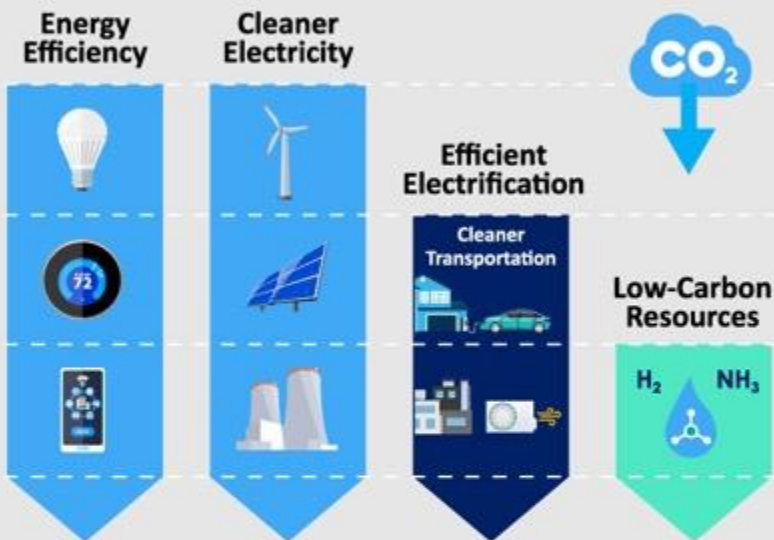 Energy
Efficiency
Cleaner
Electricity
CO₂
Efficient
Electrification
Cleaner
Transportation
72
Low-Carbon
Resources
H₂ NH₃